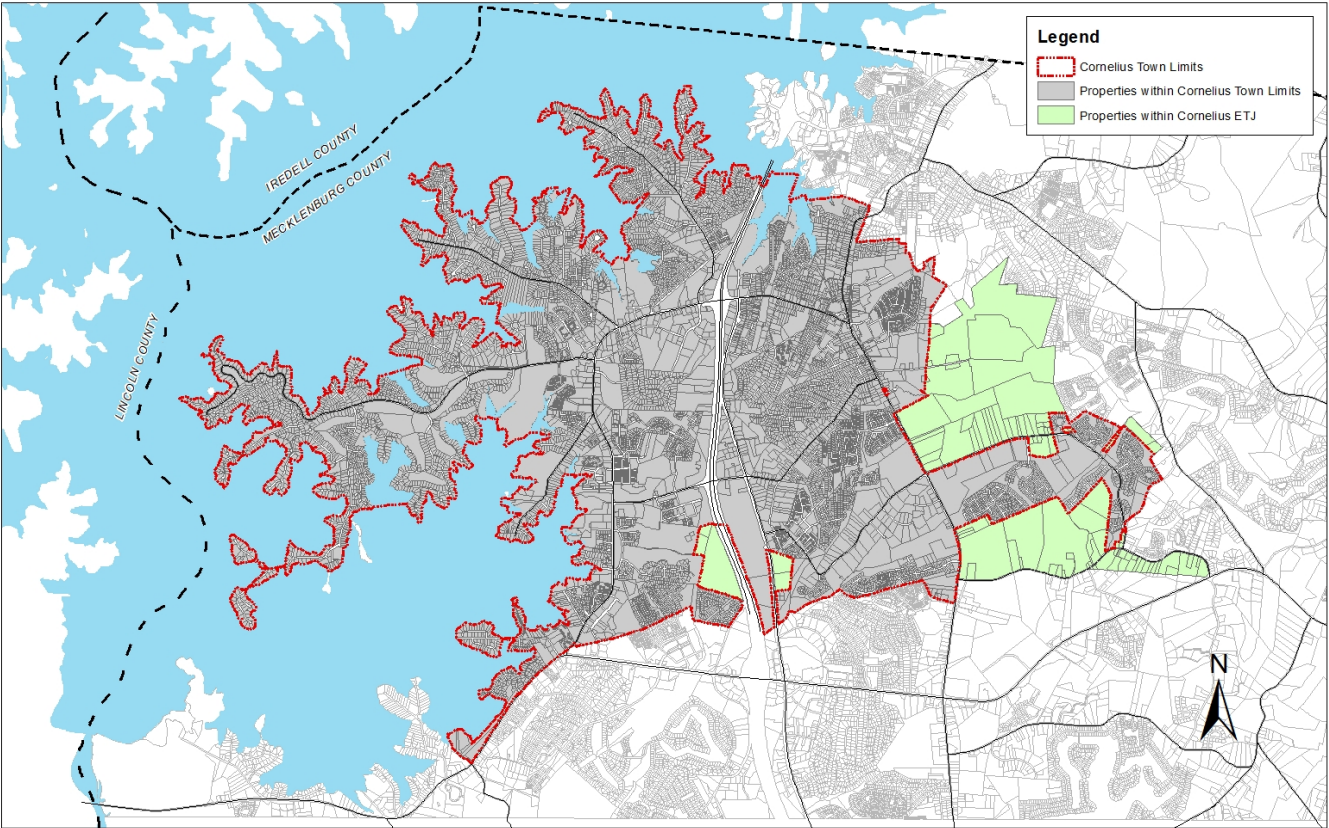 Legend
Cornelius Town Limits
Properties within Cornelius Town Limits
Properties within Cornelius ETJ
IREDELL COUNTY
MECKLENBURG COUNTY
LINCOLN COUNTY
N